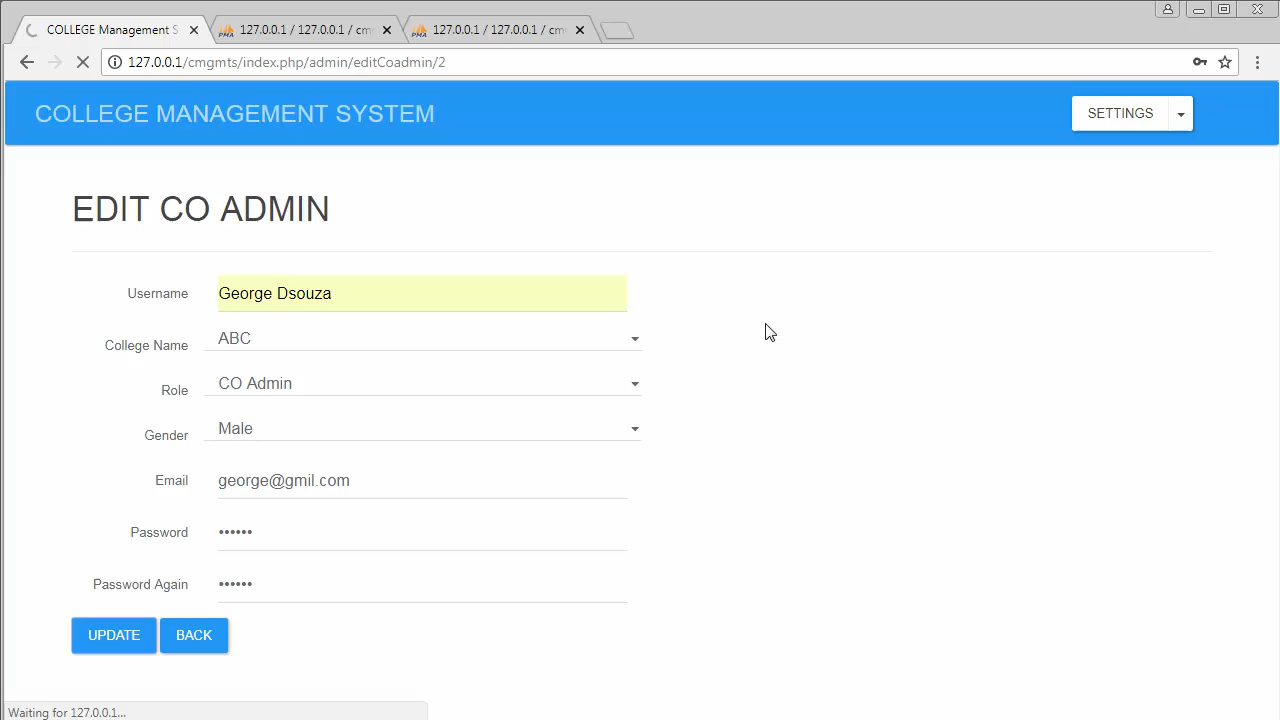 COLLEGE Management S
127.0.0.1 / 127.0.0.1 / cm
127.0.0.1 / 127.0.0.1 / cm
127.0.0.1/cmgmts/index.php/admin/editCoadmin/2
COLLEGE MANAGEMENT SYSTEM
SETTINGS
EDIT CO ADMIN
Username George Dsouza
College Name ABC
Role CO Admin
Gender Male
Email george@gmil.com
Password ••••••
Password Again ••••••
UPDATE BACK
Waiting for 127.0.0.1...